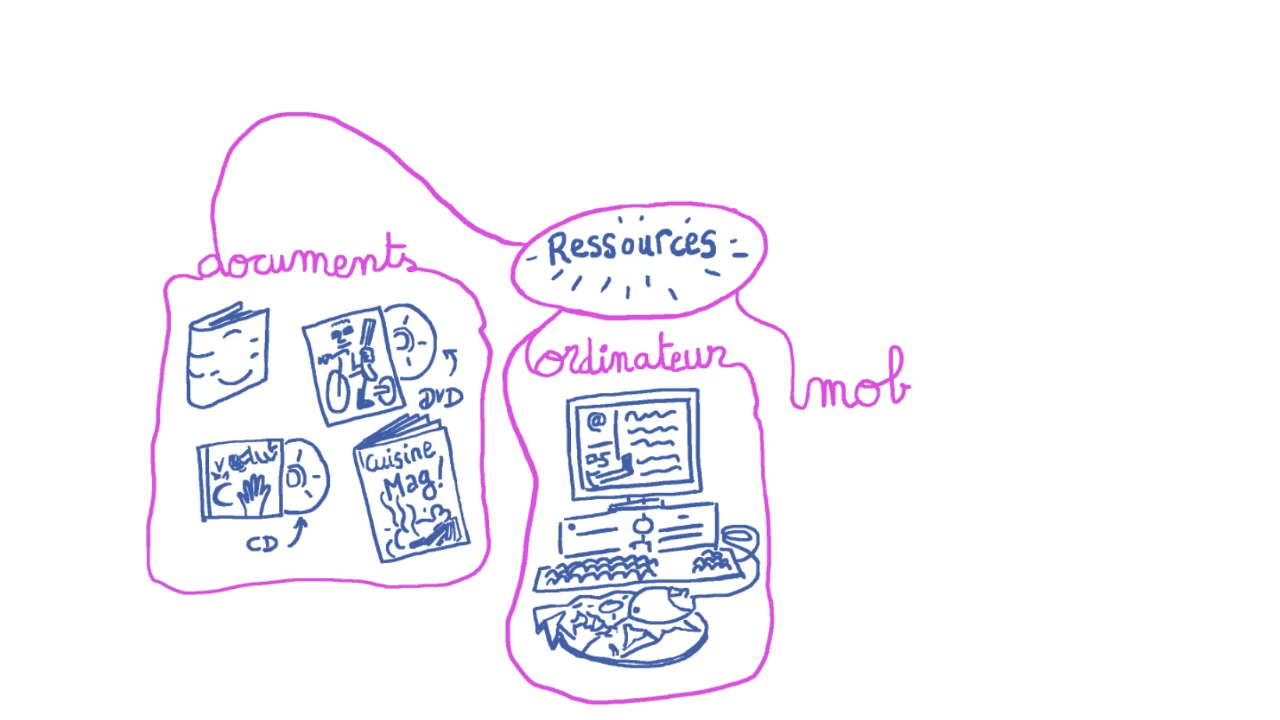 Ressources
documents
DVD
CD
Cuisine
Mag!
ordinateur
@
mob